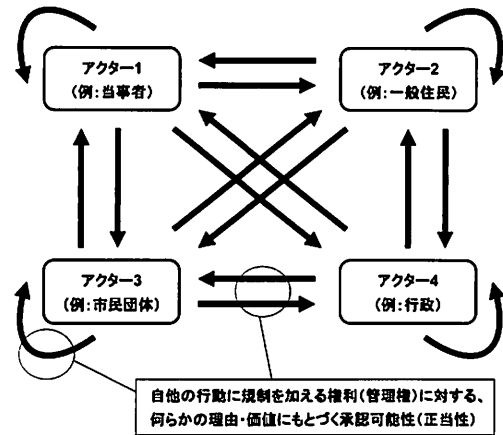 アクター1
(例:当事者)
アクター2
(例:一般住民)
アクター3
(例:市民団体)
アクター4
(例:行政)
自他の行動に規制を加える権利(管理権)に対する、
何らかの理由・価値にもとづく承認可能性(正当性)